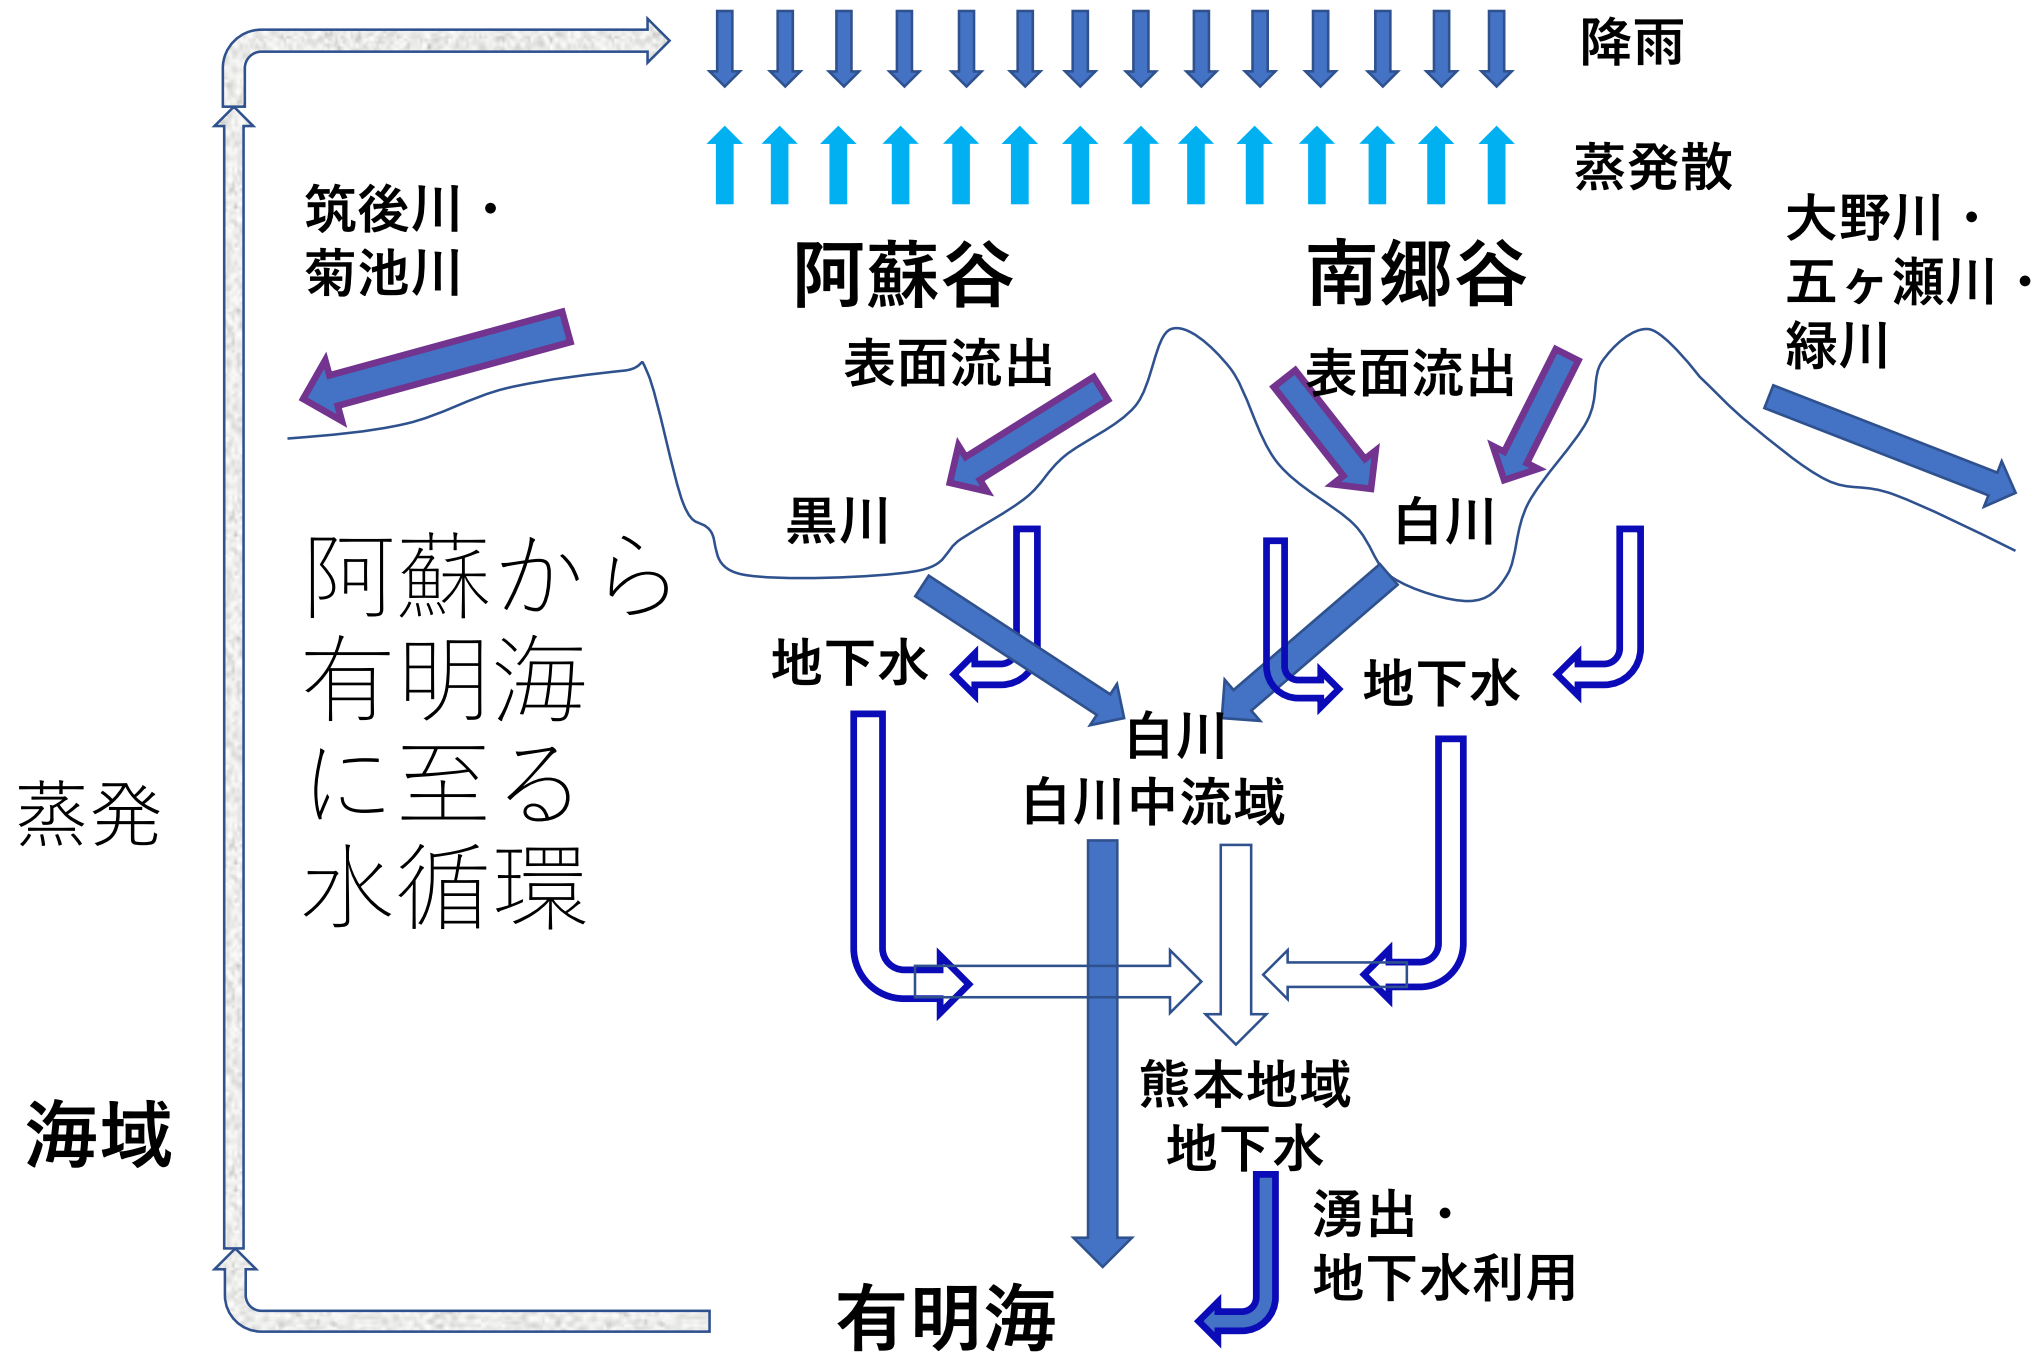 降雨
蒸発散
筑後川・
菊池川
阿蘇谷
南郷谷
大野川・
五ヶ瀬川・
緑川
表面流出
表面流出
黒川
白川
阿蘇から
有明海
に至る
水循環
地下水
地下水
白川
白川中流域
蒸発
熊本地域
地下水
海域
湧出・
地下水利用
有明海